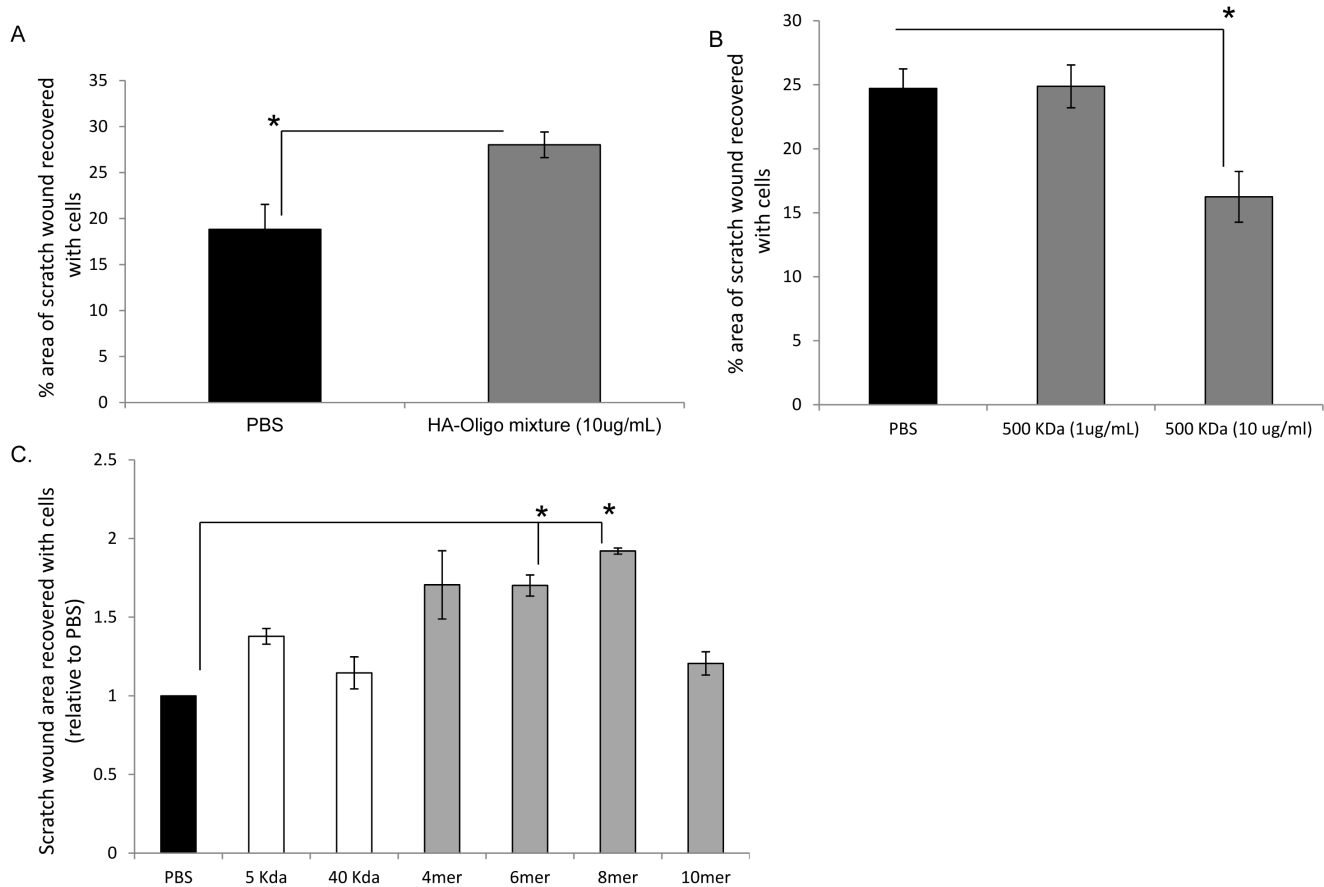 A
% area of scratch wound recovered
with cells
35
30
25
20
15
10
5
0
*
PBS
HA-Oligo mixture (10ug/mL)
B
% area of scratch wound recovered
with cells
30
25
20
15
10
5
0
*
PBS
500 KDa (1ug/mL)
500 KDa (10 ug/ml)
C.
Scratch wound area recovered with cells
(relative to PBS)
2.5
2
1.5
1
0.5
0
*
*
PBS
5 Kda
40 Kda
4mer
6mer
8mer
10mer